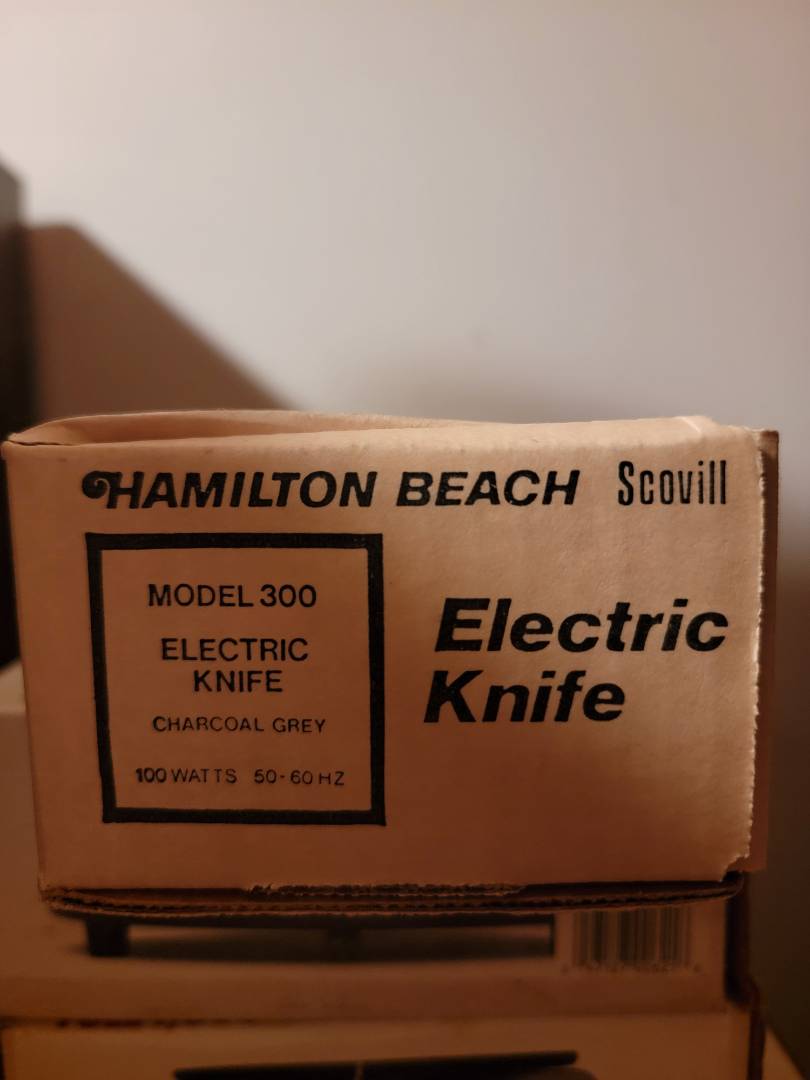 HAMILTON BEACH Scovill
MODEL 300
ELECTRIC
KNIFE
CHARCOAL GREY
100 WATTS 50-60 HZ
Electric
Knife